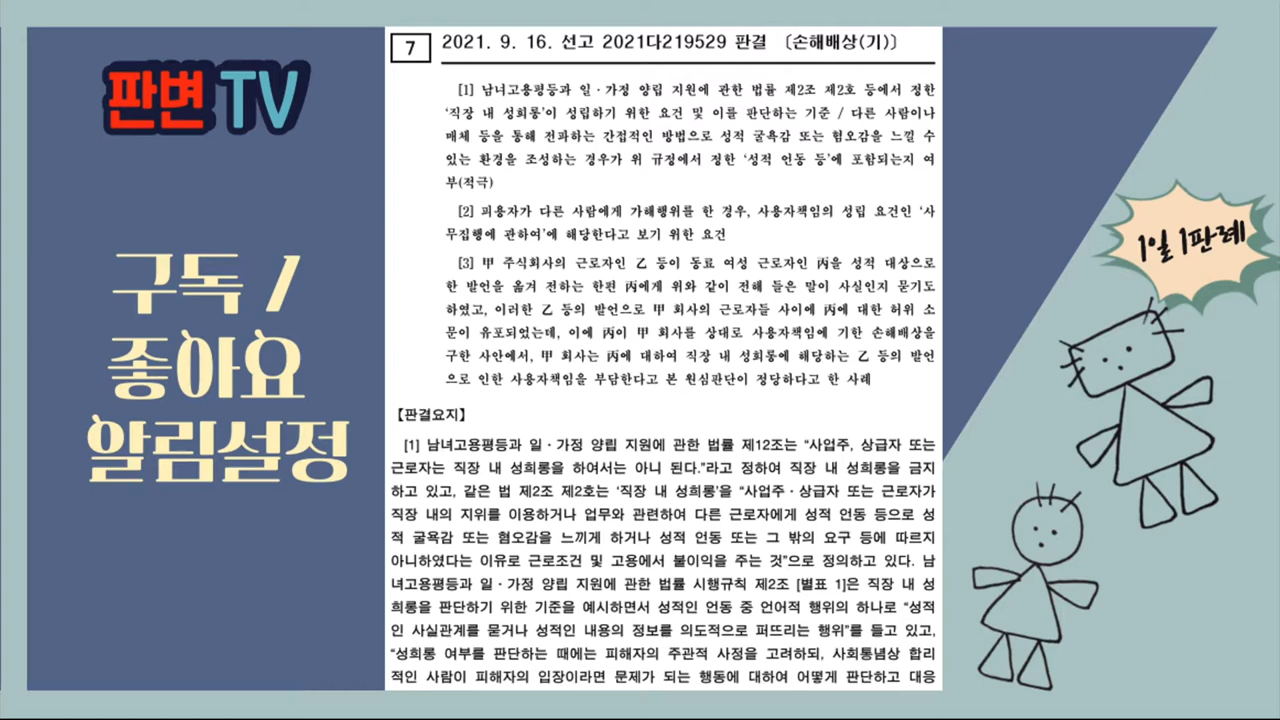 판변 TV
구독 /
좋아요
알림설정
7 2021. 9. 16. 선고 2021다219529 판결 〔손해배상(기)〕
[1] 남녀고용평등과 일·가정 양립 지원에 관한 법률 제2조 제2호 등에서 정한
‘직장 내 성희롱’이 성립하기 위한 요건 및 이를 판단하는 기준 / 다른 사람이나
매체 등을 통해 전파하는 간접적인 방법으로 성적 굴욕감 또는 혐오감을 느낄 수
있는 환경을 조성하는 경우가 위 규정에서 정한 ‘성적 언동 등’에 포함되는지 여
부(적극)
[2] 피용자가 다른 사람에게 가해행위를 한 경우, 사용자책임의 성립 요건인 ‘사
무집행에 관하여’에 해당한다고 보기 위한 요건
[3] 甲 주식회사의 근로자인 乙 등이 동료 여성 근로자인 丙을 성적 대상으로
한 발언을 옮겨 전하는 한편 丙에게 위와 같이 전해 들은 말이 사실인지 묻기도
하였고, 이러한 乙 등의 발언으로 甲 회사의 근로자들 사이에 丙에 대한 허위 소
문이 유포되었는데, 이에 丙이 甲 회사를 상대로 사용자책임에 기한 손해배상을
구한 사안에서, 甲 회사는 丙에 대하여 직장 내 성희롱에 해당하는 乙 등의 발언
으로 인한 사용자책임을 부담한다고 본 원심판단이 정당하다고 한 사례
【판결요지】
[1] 남녀고용평등과 일·가정 양립 지원에 관한 법률 제12조는 “사업주, 상급자 또는
근로자는 직장 내 성희롱을 하여서는 아니 된다.”라고 정하여 직장 내 성희롱을 금지
하고 있고, 같은 법 제2조 제2호는 ‘직장 내 성희롱’을 “사업주·상급자 또는 근로자가
직장 내의 지위를 이용하거나 업무와 관련하여 다른 근로자에게 성적 언동 등으로 성
적 굴욕감 또는 혐오감을 느끼게 하거나 성적 언동 또는 그 밖의 요구 등에 따르지
아니하였다는 이유로 근로조건 및 고용에서 불이익을 주는 것”으로 정의하고 있다. 남
녀고용평등과 일·가정 양립 지원에 관한 법률 시행규칙 제2조 [별표 1]은 직장 내 성
희롱을 판단하기 위한 기준을 예시하면서 성적인 언동 중 언어적 행위의 하나로 “성적
인 사실관계를 묻거나 성적인 내용의 정보를 의도적으로 퍼뜨리는 행위”를 들고 있고,
“성희롱 여부를 판단하는 때에는 피해자의 주관적 사정을 고려하되, 사회통념상 합리
적인 사람이 피해자의 입장이라면 문제가 되는 행동에 대하여 어떻게 판단하고 대응
1일 1판례